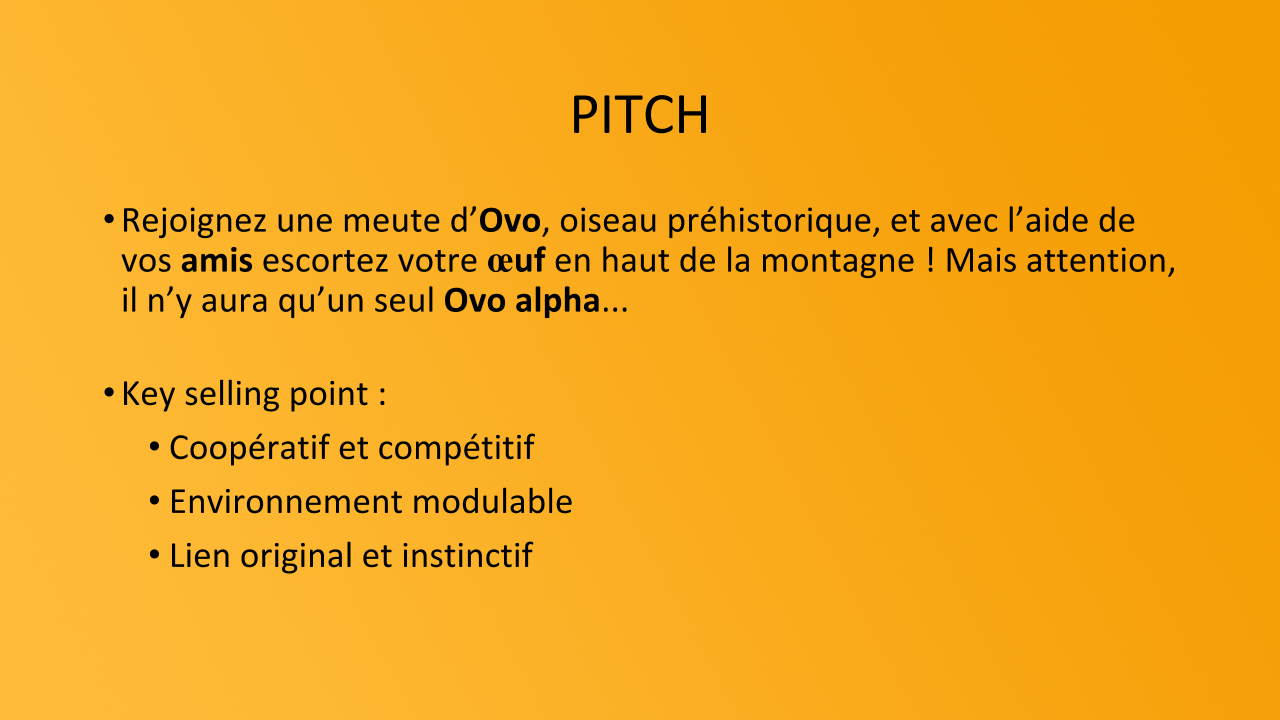 PITCH
• Rejoignez une meute d’Ovo, oiseau préhistorique, et avec l’aide de
vos amis escortez votre œuf en haut de la montagne ! Mais attention,
il n’y aura qu’un seul Ovo alpha...
• Key selling point :
• Coopératif et compétitif
• Environnement modulable
• Lien original et instinctif